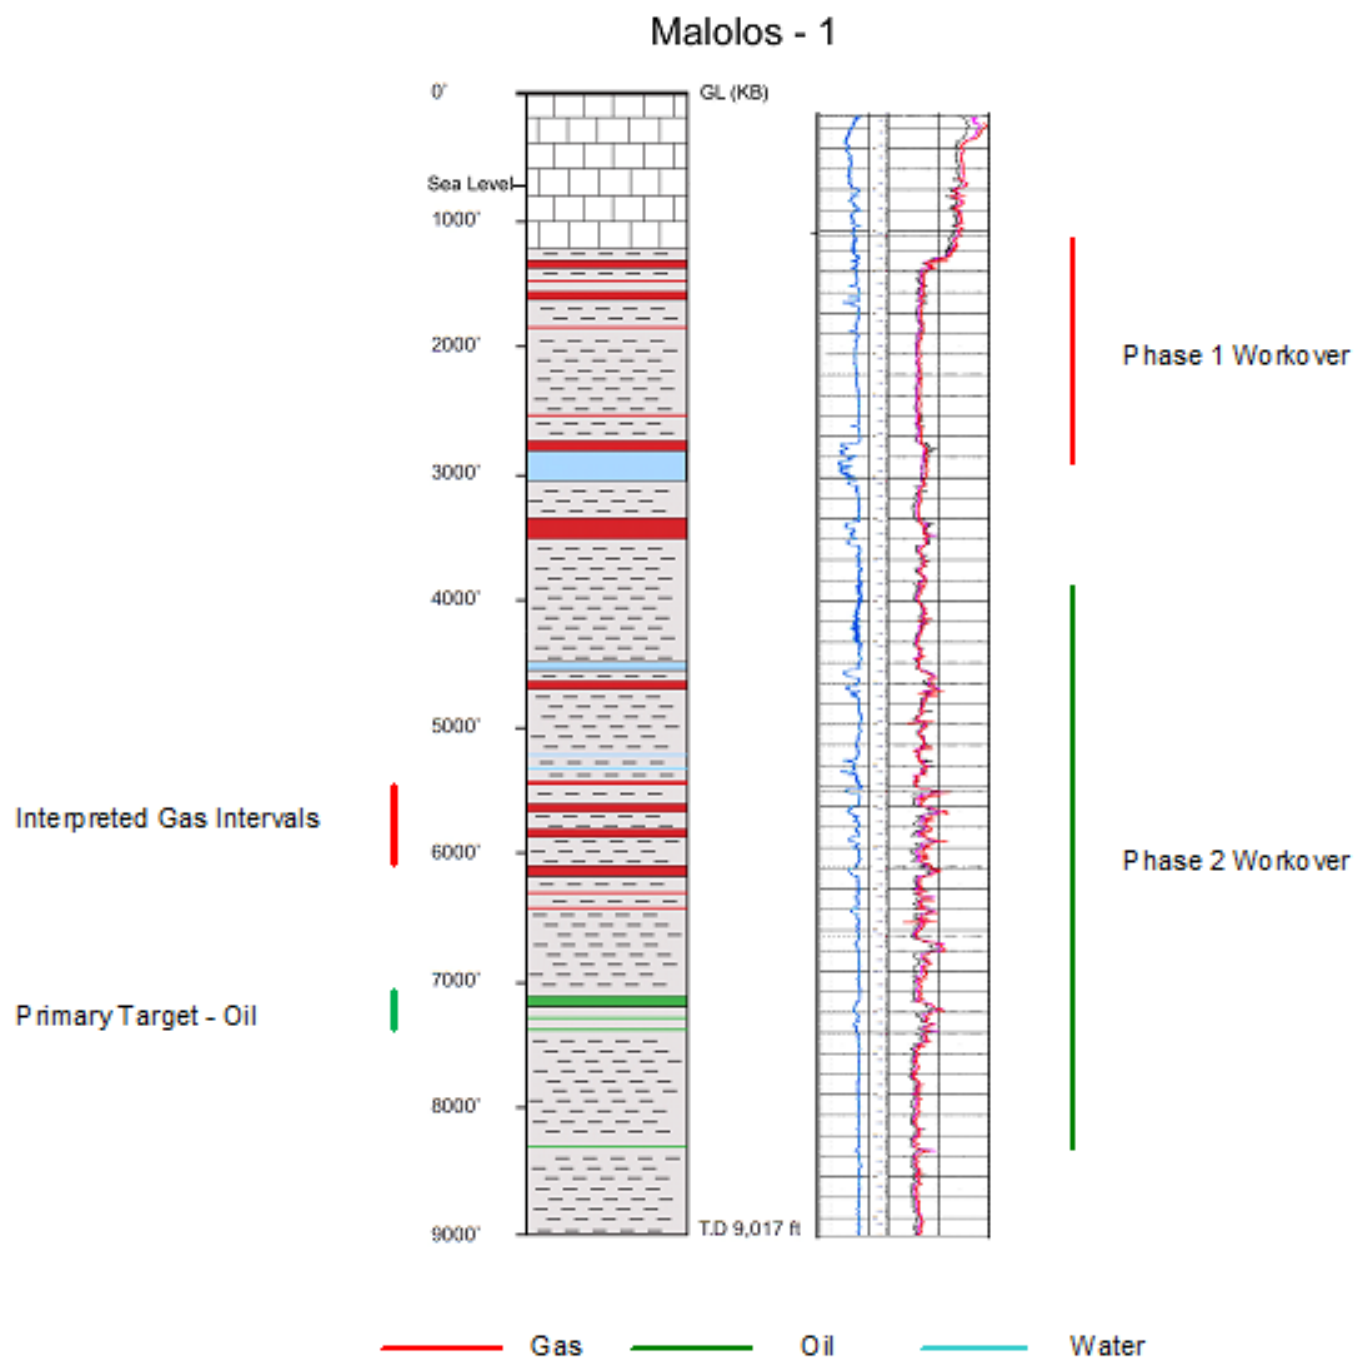 Malolos - 1
0'
GL (KB)
Sea Level
1000'
2000'
Phase 1 Workover
3000'
4000'
5000'
Interpreted Gas Intervals
6000'
Phase 2 Workover
7000'
Primary Target - Oil
8000'
9000'
T.D 9,017 ft
Gas
Oil
Water